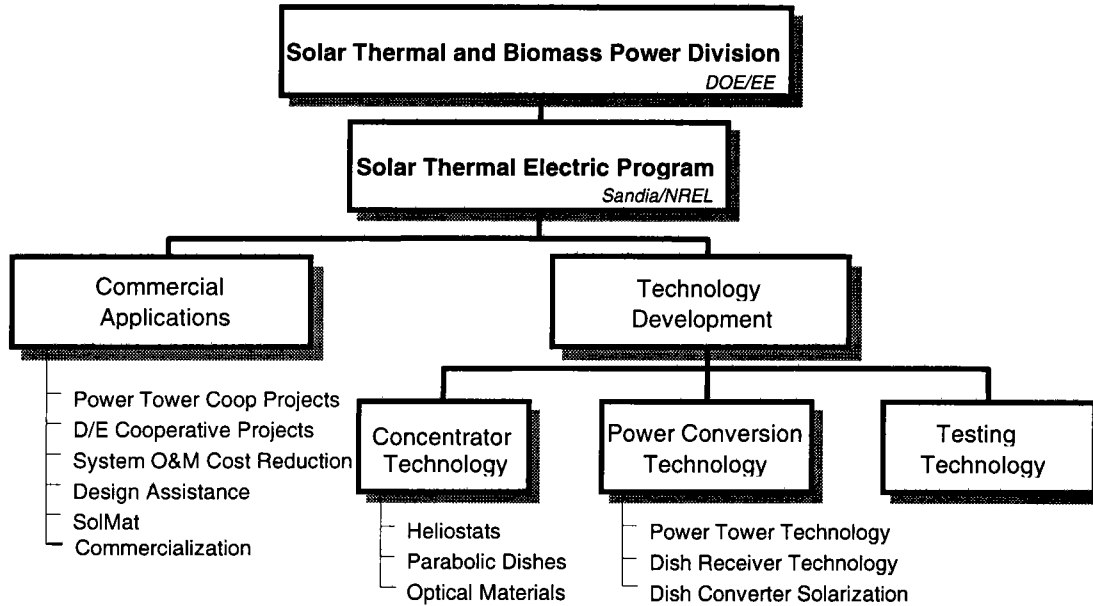 Solar Thermal and Biomass Power Division
DOE/EE
Solar Thermal Electric Program
Sandia/NREL
Commercial
Applications
Technology
Development
Power Tower Coop Projects
D/E Cooperative Projects
System O&M Cost Reduction
Design Assistance
SolMat
Commercialization
Concentrator
Technology
Heliostats
Parabolic Dishes
Optical Materials
Power Conversion
Technology
Power Tower Technology
Dish Receiver Technology
Dish Converter Solarization
Testing
Technology